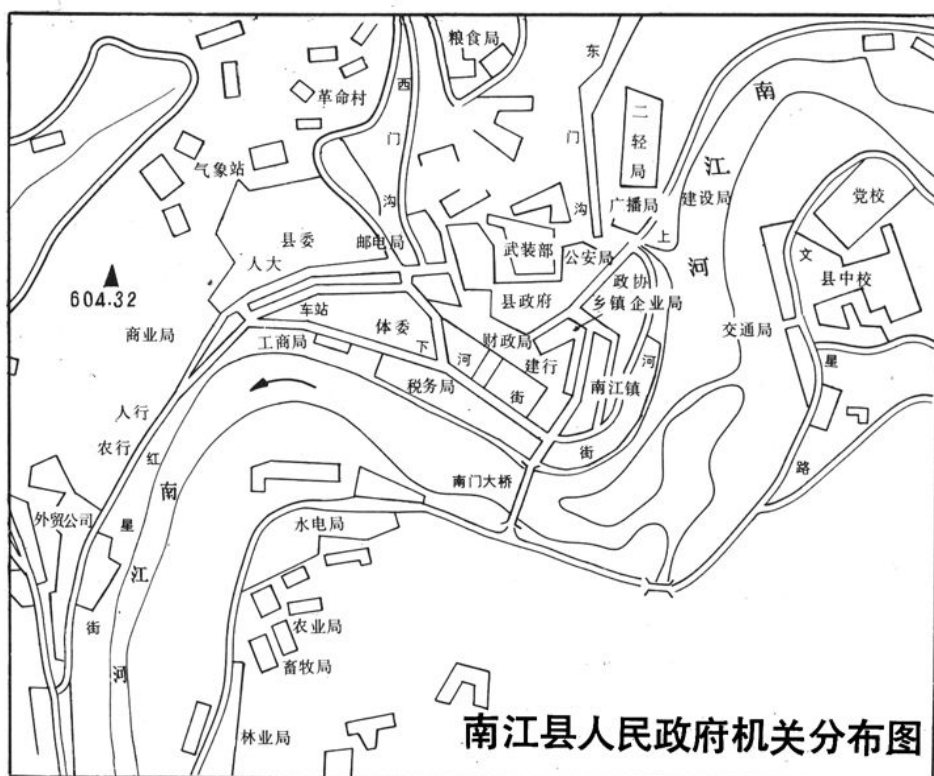 粮食局
东门沟
西门沟
革命村
二轻局
南江河
气象站
建设局
党校
广播局
县委
邮电局
武装部
公安局
上河街
文星路
人大
政协
县中校
604.32
县政府
乡镇企业局
车站
体委
交通局
商业局
工商局
下河街
财政局
建行
税务局
南江镇
人行
农行
红星街
南江河
南门大桥
外贸公司
水电局
农业局
畜牧局
林业局
南江县人民政府机关分布图